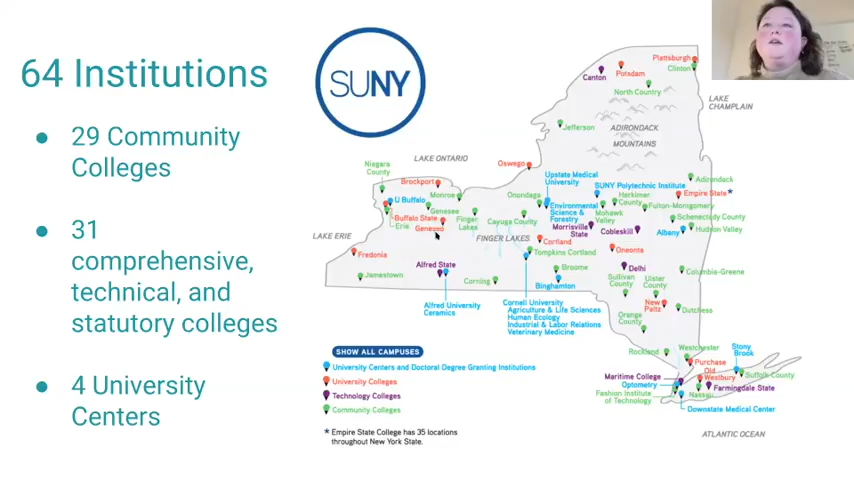 64 Institutions
● 29 Community
Colleges
● 31
comprehensive,
technical, and
statutory colleges
● 4 University
Centers
SUNY
Plattsburgh
Clinton
Potsdam
Canton
North Country
LAKE
CHAMPLAIN
Jefferson
ADIRONDACK
MOUNTAINS
LAKE ONTARIO
Oswego
Niagara
County
Brockport
Monroe
U Buffalo
Genesee
Buffalo State
Erie
Geneseo
Finger
Lakes
Cayuga County
Onondaga
Upstate Medical
University
Environmental
Science &
Forestry
Morrisville
State
SUNY Polytechnic Institute
Herkimer
County
Mohawk
Valley
Fulton-Montgomery
Adirondack
Empire State*
Schenectady County
Hudson Valley
Albany
Cobleskill
LAKE ERIE
FINGER LAKES
Fredonia
Jamestown
Alfred State
Alfred University
Ceramics
Corning
Cortland
Tompkins Cortland
Broome
Binghamton
Cornell University
Agriculture & Life Sciences
Human Ecology
Industrial & Labor Relations
Veterinary Medicine
Oneonta
Delhi
Sullivan
County
Ulster
County
Columbia-Greene
New
Paltz
Dutchess
Orange
County
Rockland
Westchester
Purchase
Stony
Brook
Old
Westbury
Suffolk County
Maritime College
Optometry
Fashion Institute
of Technology
Nassau
Farmingdale State
Downstate Medical Center
ATLANTIC OCEAN
SHOW ALL CAMPUSES
University Centers and Doctoral Degree Granting Institutions
University Colleges
Technology Colleges
Community Colleges
* Empire State College has 35 locations
throughout New York State.